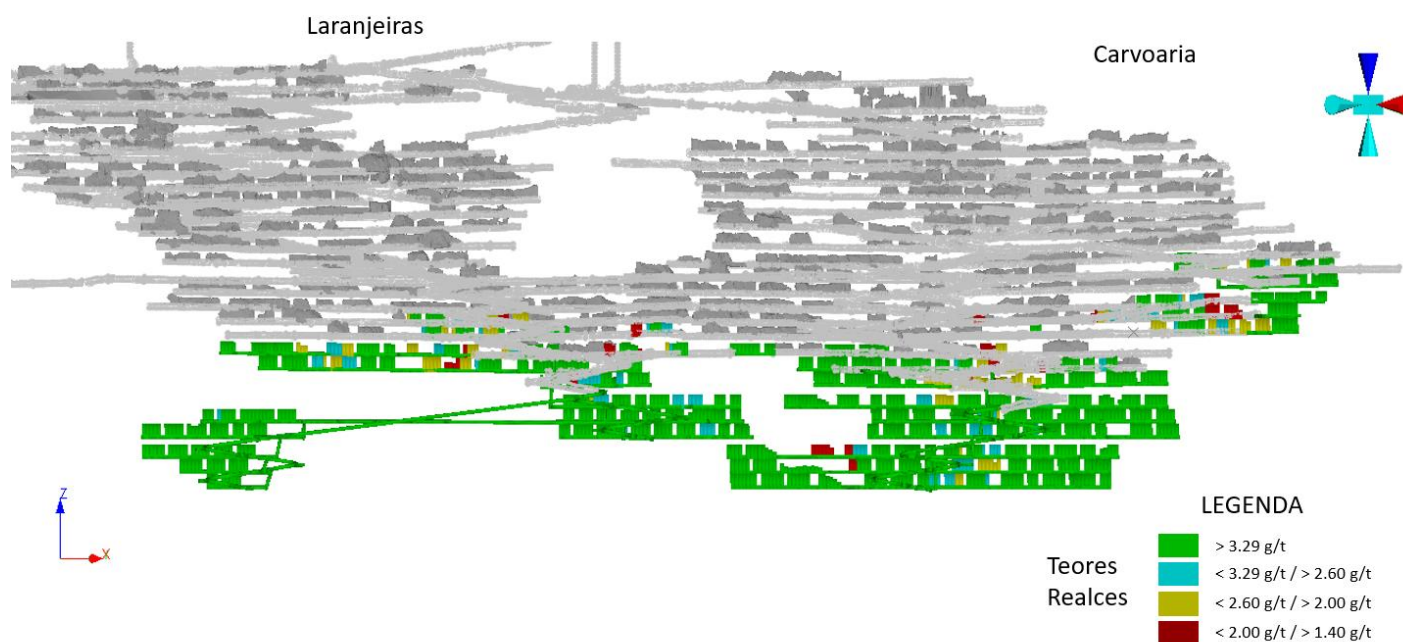 Laranjeiras
Carvoaria
Z
X
LEGENDA
Teores
Realces
> 3.29 g/t
< 3.29 g/t / > 2.60 g/t
< 2.60 g/t / > 2.00 g/t
< 2.00 g/t / > 1.40 g/t